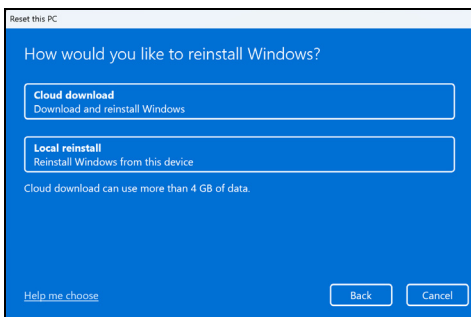 Reset this PC
How would you like to reinstall Windows?
Cloud download
Download and reinstall Windows
Local reinstall
Reinstall Windows from this device
Cloud download can use more than 4 GB of data.
Help me choose
Back
Cancel